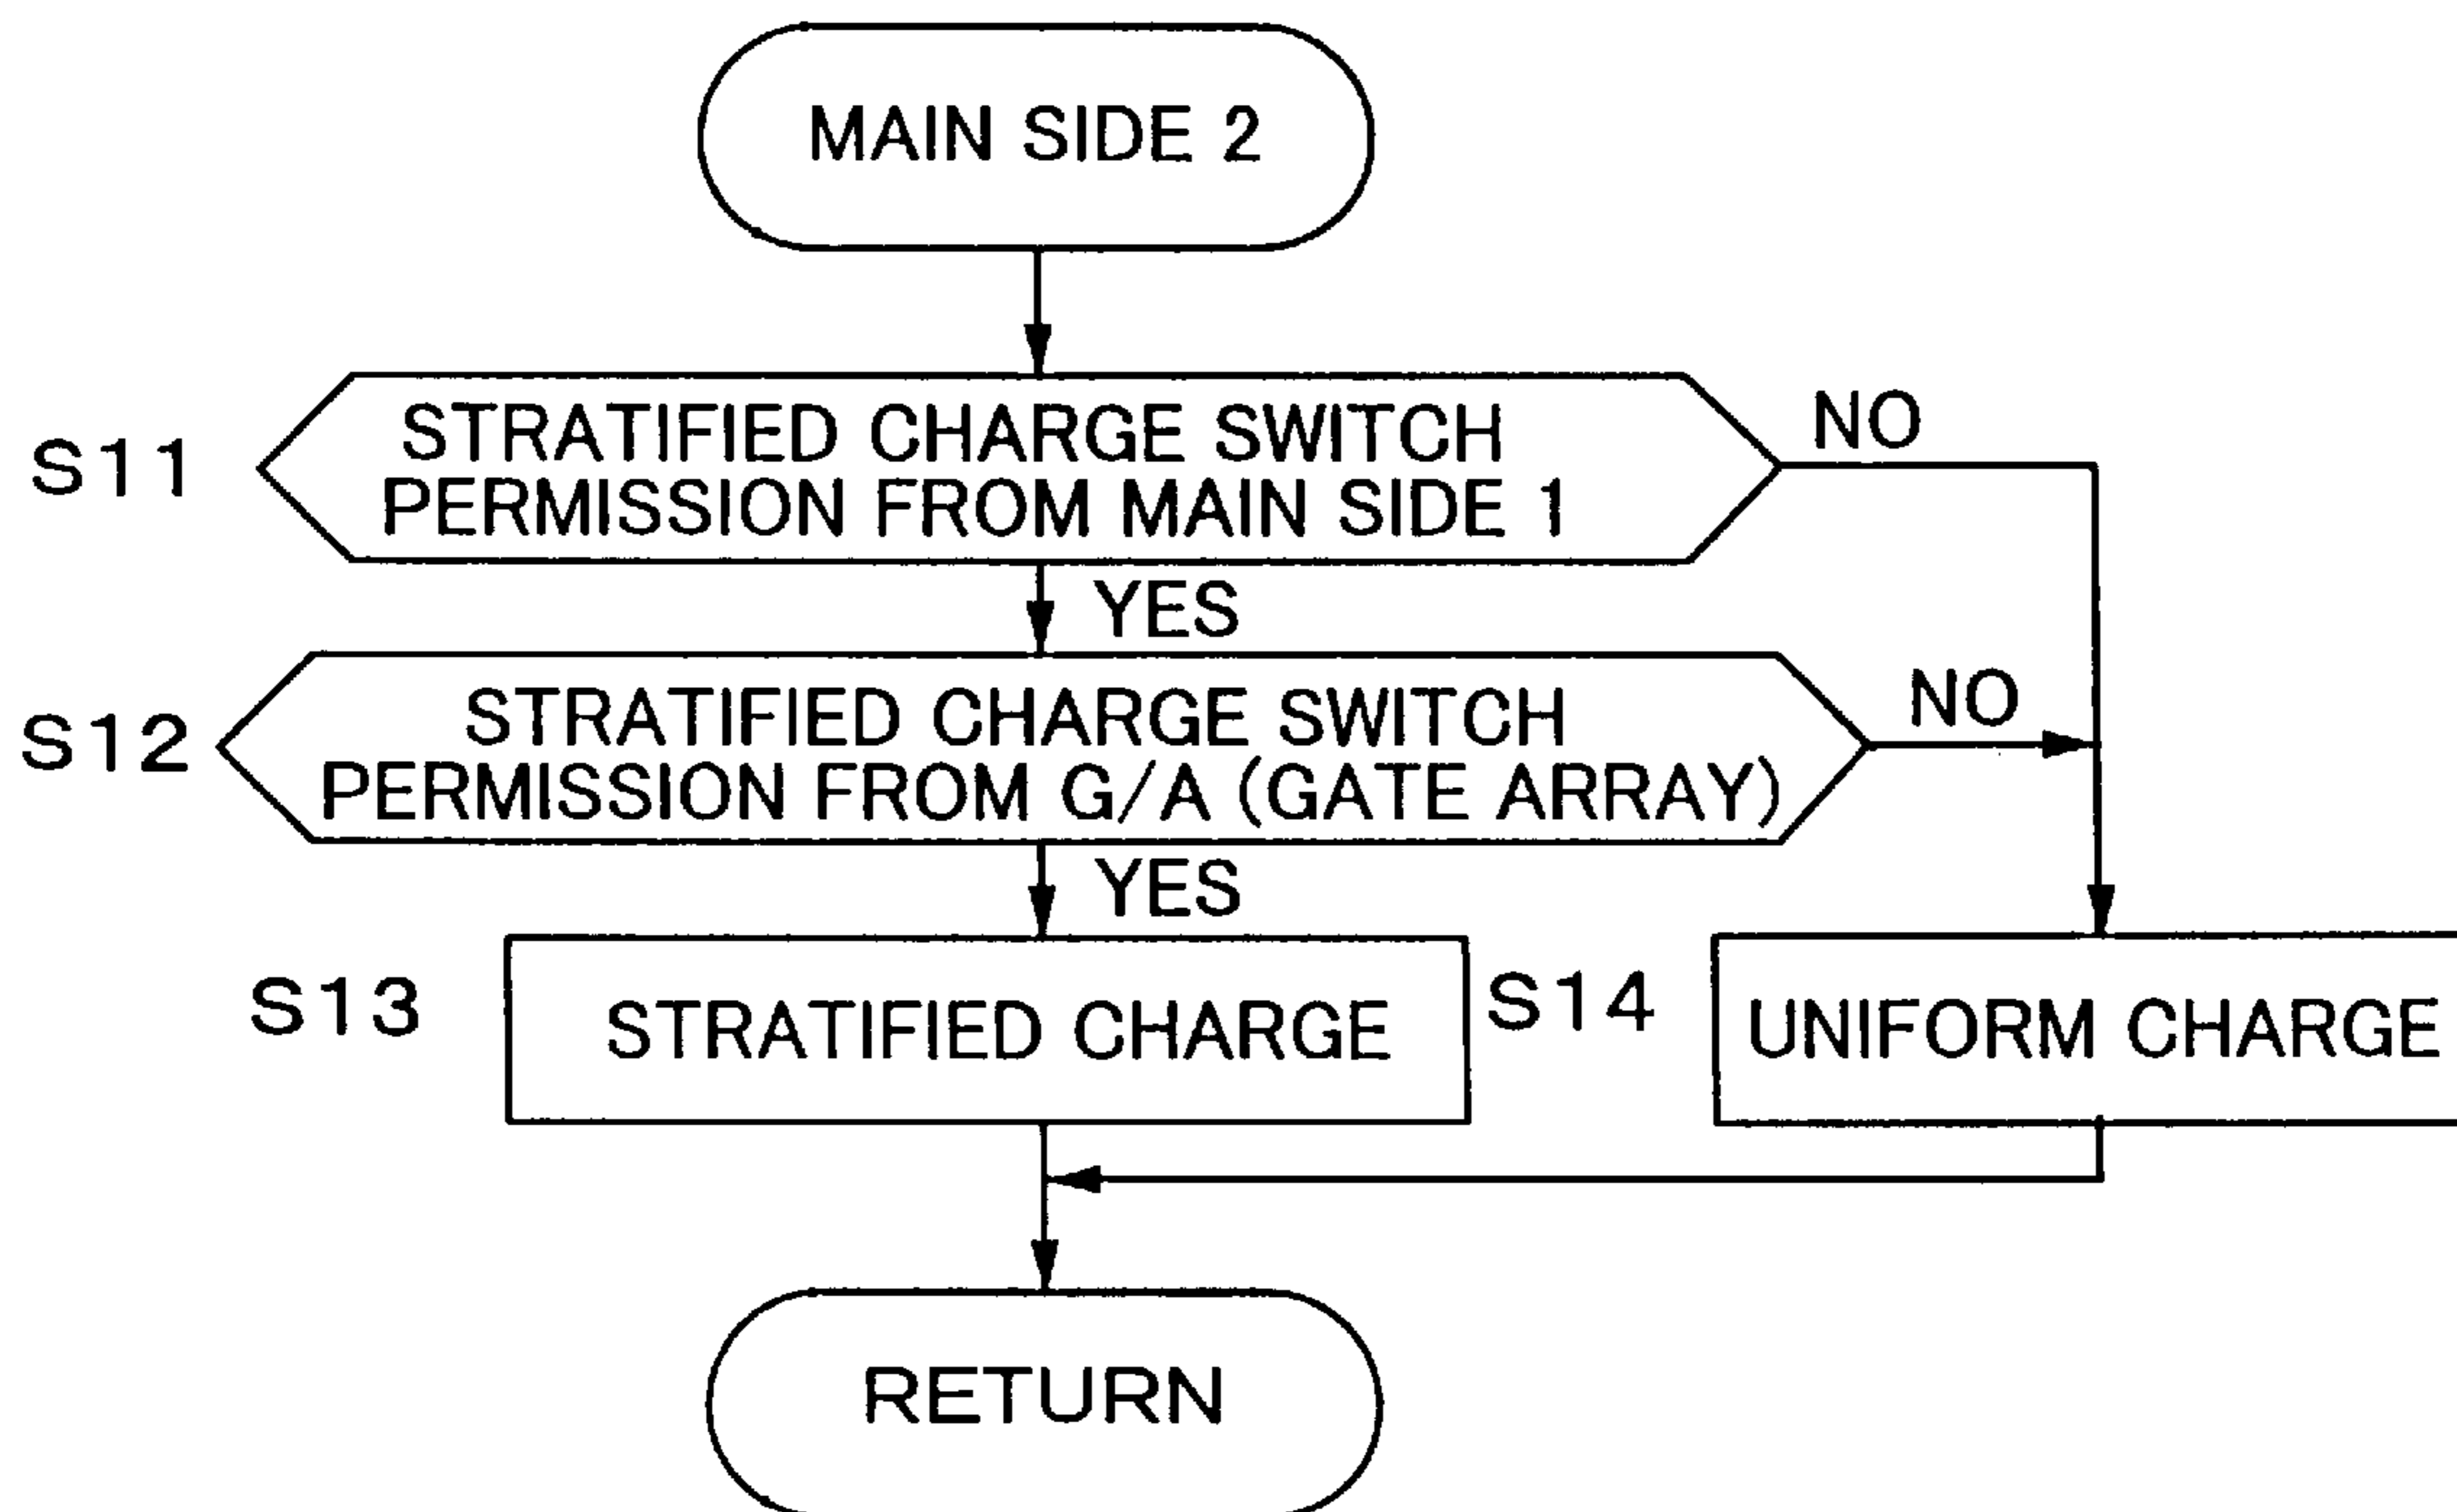 MAIN SIDE 2
S11
STRATIFIED CHARGE SWITCH
PERMISSION FROM MAIN SIDE 1
NO
YES
S12
STRATIFIED CHARGE SWITCH
PERMISSION FROM G/A (GATE ARRAY)
NO
YES
S13
STRATIFIED CHARGE
S14
UNIFORM CHARGE
RETURN